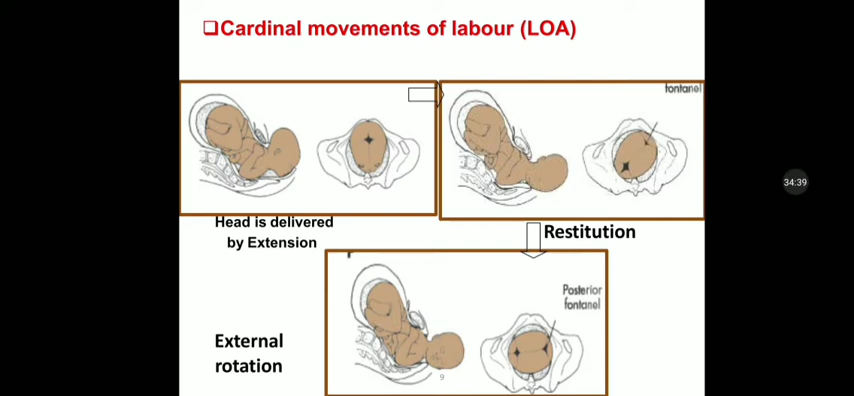 ❑Cardinal movements of labour (LOA)
fontanel
Head is delivered
by Extension
Restitution
Posterior
fontanel
External
rotation
9
34:39